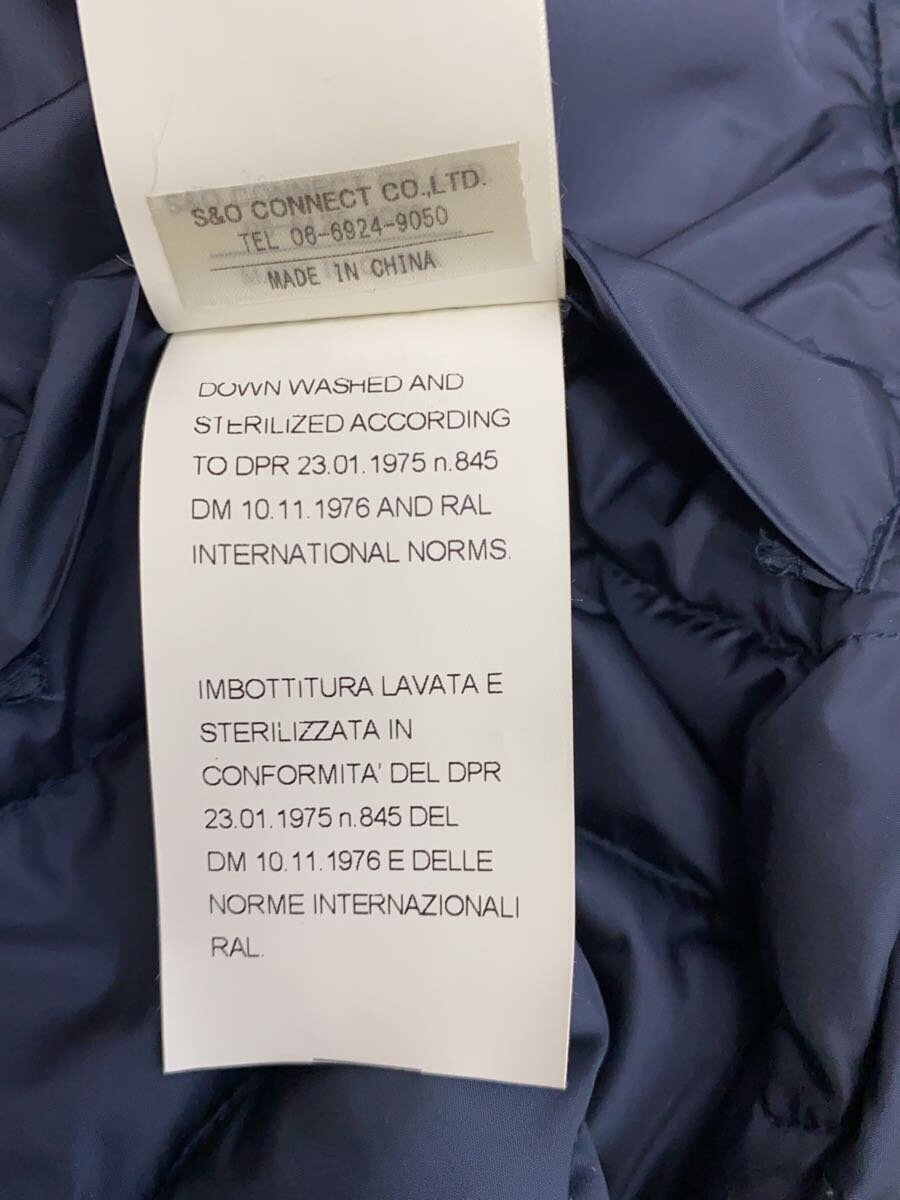 S&O CONNECT CO.,LTD.
TEL 06-6924-9050
MADE IN CHINA
DOWN WASHED AND
STERILIZED ACCORDING
TO DPR 23.01.1975 n.845
DM 10.11.1976 AND RAL
INTERNATIONAL NORMS.
IMBOTTITURA LAVATA E
STERILIZZATA IN
CONFORMITA' DEL DPR
23.01.1975 n.845 DEL
DM 10.11.1976 E DELLE
NORME INTERNAZIONALI
RAL.